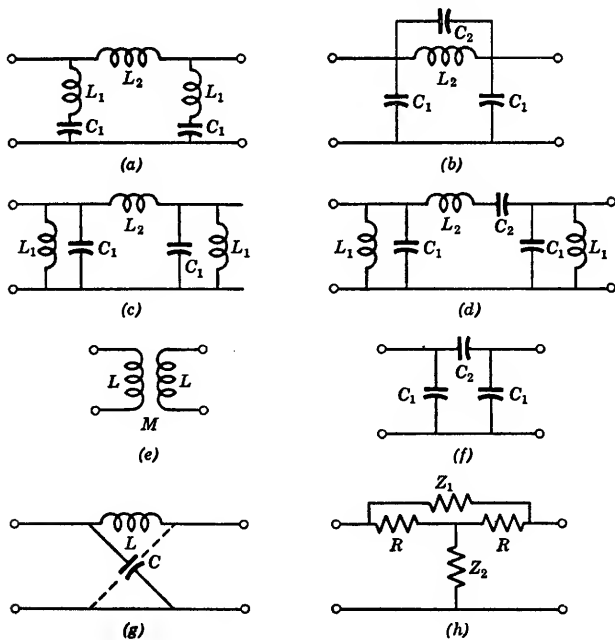 C₂
L₂
L₂
L₁
L₁
C₁
C₁
C₁
C₁
(a)
(b)
L₂
L₂
C₂
L₁
C₁
C₁
L₁
L₁
C₁
C₁
L₁
(c)
(d)
L
L
M
C₂
C₁
C₁
(e)
(f)
Z₁
L
C
R
R
Z₂
(g)
(h)